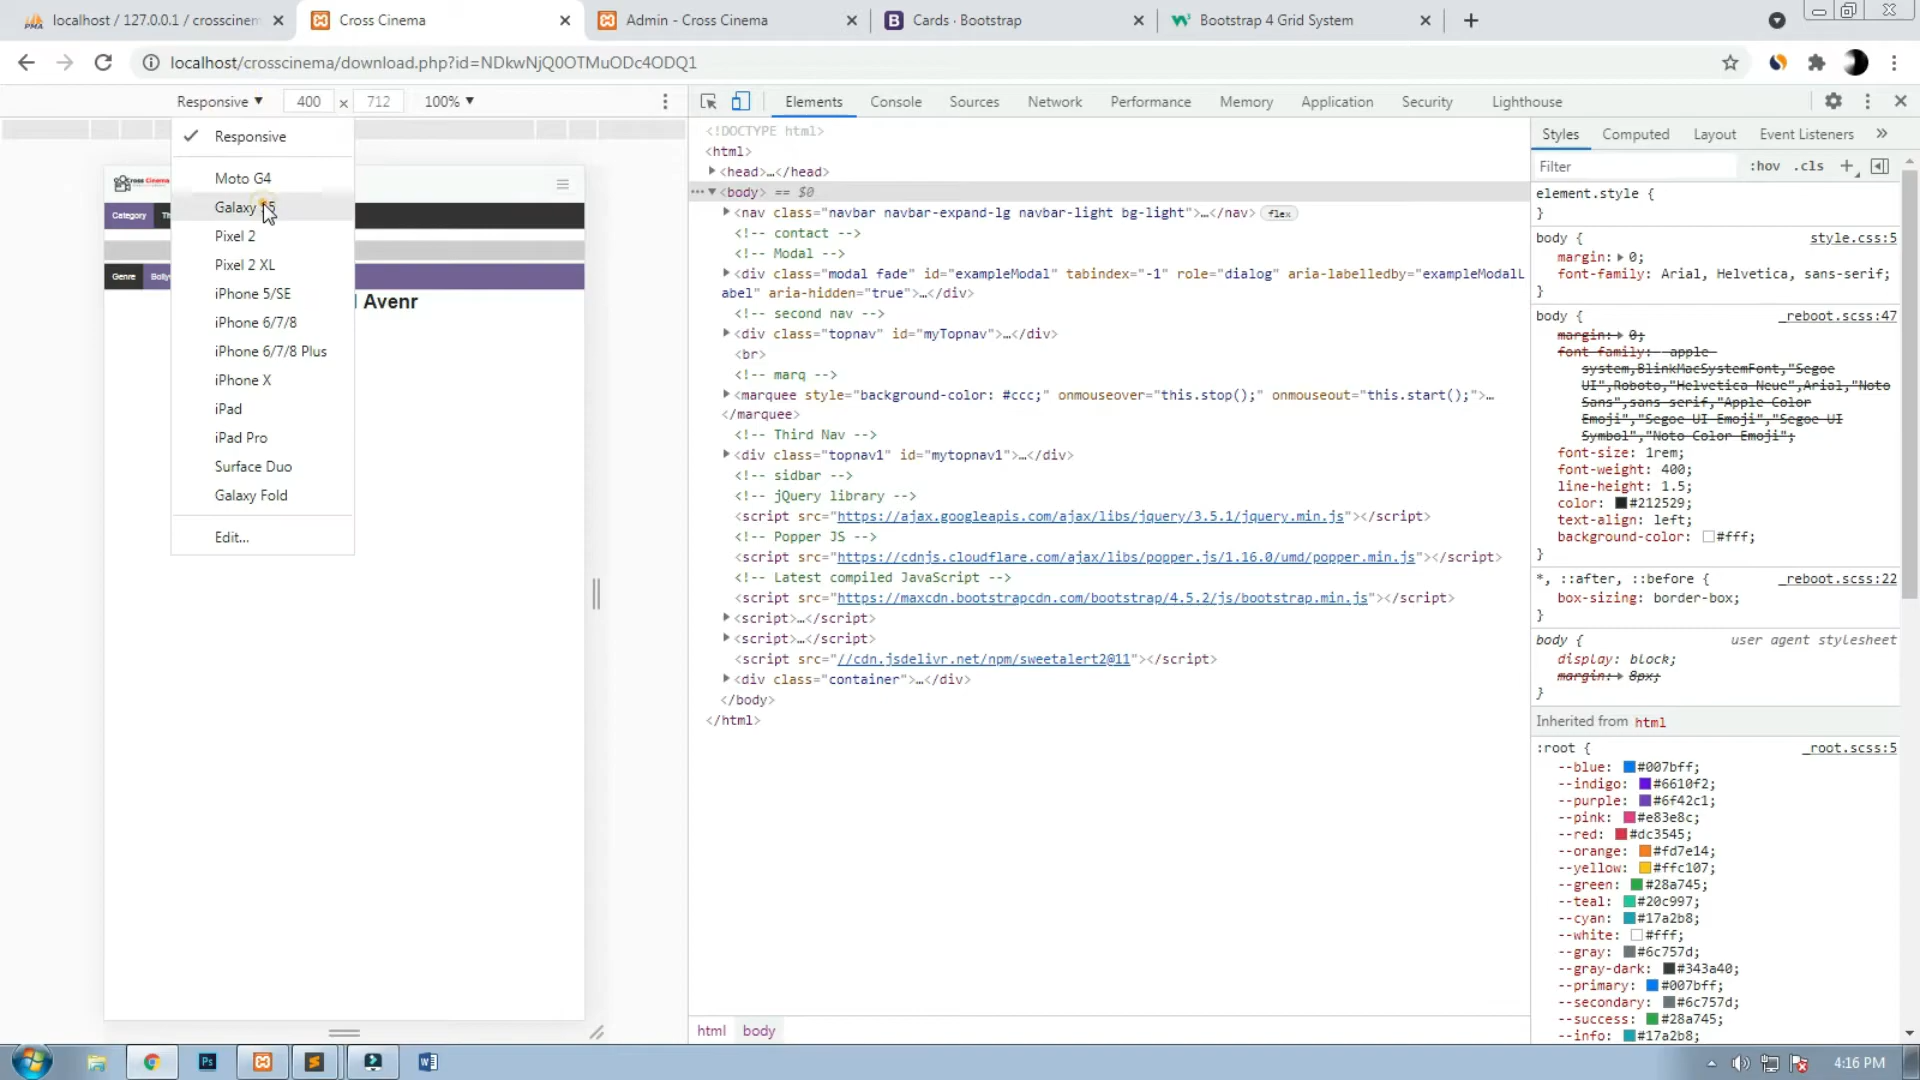 localhost / 127.0.0.1 / crosscinem
Cross Cinema
Admin - Cross Cinema
Cards · Bootstrap
Bootstrap 4 Grid System
localhost/crosscinema/download.php?id=NDkwNjQ0OTMuODc4ODQ1
Responsive ▼ 400 × 712 100% ▼
Elements Console Sources Network Performance Memory Application Security Lighthouse
Responsive
Moto G4
Galaxy
Pixel 2
Pixel 2 XL
iPhone 5/SE
iPhone 6/7/8
iPhone 6/7/8 Plus
iPhone X
iPad
iPad Pro
Surface Duo
Galaxy Fold
Edit...
Cross Cinema
Category
Genre
Avenr
<!DOCTYPE html>
<html>
<head>…</head>
<body> == $0
<nav class="navbar navbar-expand-lg navbar-light bg-light">…</nav> flex
<!-- contact -->
<!-- Modal -->
<div class="modal fade" id="exampleModal" tabindex="-1" role="dialog" aria-labelledby="exampleModalL
abel" aria-hidden="true">…</div>
<!-- second nav -->
<div class="topnav" id="myTopnav">…</div>
<br>
<!-- marq -->
<marquee style="background-color: #ccc;" onmouseover="this.stop();" onmouseout="this.start();">…
</marquee>
<!-- Third Nav -->
<div class="topnav1" id="mytopnav1">…</div>
<!-- sidbar -->
<!-- jQuery library -->
<script src="https://ajax.googleapis.com/ajax/libs/jquery/3.5.1/jquery.min.js"></script>
<!-- Popper JS -->
<script src="https://cdnjs.cloudflare.com/ajax/libs/popper.js/1.16.0/umd/popper.min.js"></script>
<!-- Latest compiled JavaScript -->
<script src="https://maxcdn.bootstrapcdn.com/bootstrap/4.5.2/js/bootstrap.min.js"></script>
<script>…</script>
<script>…</script>
<script src="//cdn.jsdelivr.net/npm/sweetalert2@11"></script>
<div class="container">…</div>
</body>
</html>
html body
Styles Computed Layout Event Listeners »
Filter :hov .cls +
element.style {
}
body { style.css:5
margin: 0;
font-family: Arial, Helvetica, sans-serif;
}
body { _reboot.scss:47
margin: 0;
font-family: -apple-
system,BlinkMacSystemFont,"Segoe
UI",Roboto,"Helvetica Neue",Arial,"Noto
Sans",sans-serif,"Apple Color
Emoji","Segoe UI Emoji","Segoe UI
Symbol","Noto Color Emoji";
font-size: 1rem;
font-weight: 400;
line-height: 1.5;
color: #212529;
text-align: left;
background-color: #fff;
}
*, ::after, ::before { _reboot.scss:22
box-sizing: border-box;
}
body { user agent stylesheet
display: block;
margin: 8px;
}
Inherited from html
:root { _root.scss:5
--blue: #007bff;
--indigo: #6610f2;
--purple: #6f42c1;
--pink: #e83e8c;
--red: #dc3545;
--orange: #fd7e14;
--yellow: #ffc107;
--green: #28a745;
--teal: #20c997;
--cyan: #17a2b8;
--white: #fff;
--gray: #6c757d;
--gray-dark: #343a40;
--primary: #007bff;
--secondary: #6c757d;
--success: #28a745;
--info: #17a2b8;
4:16 PM